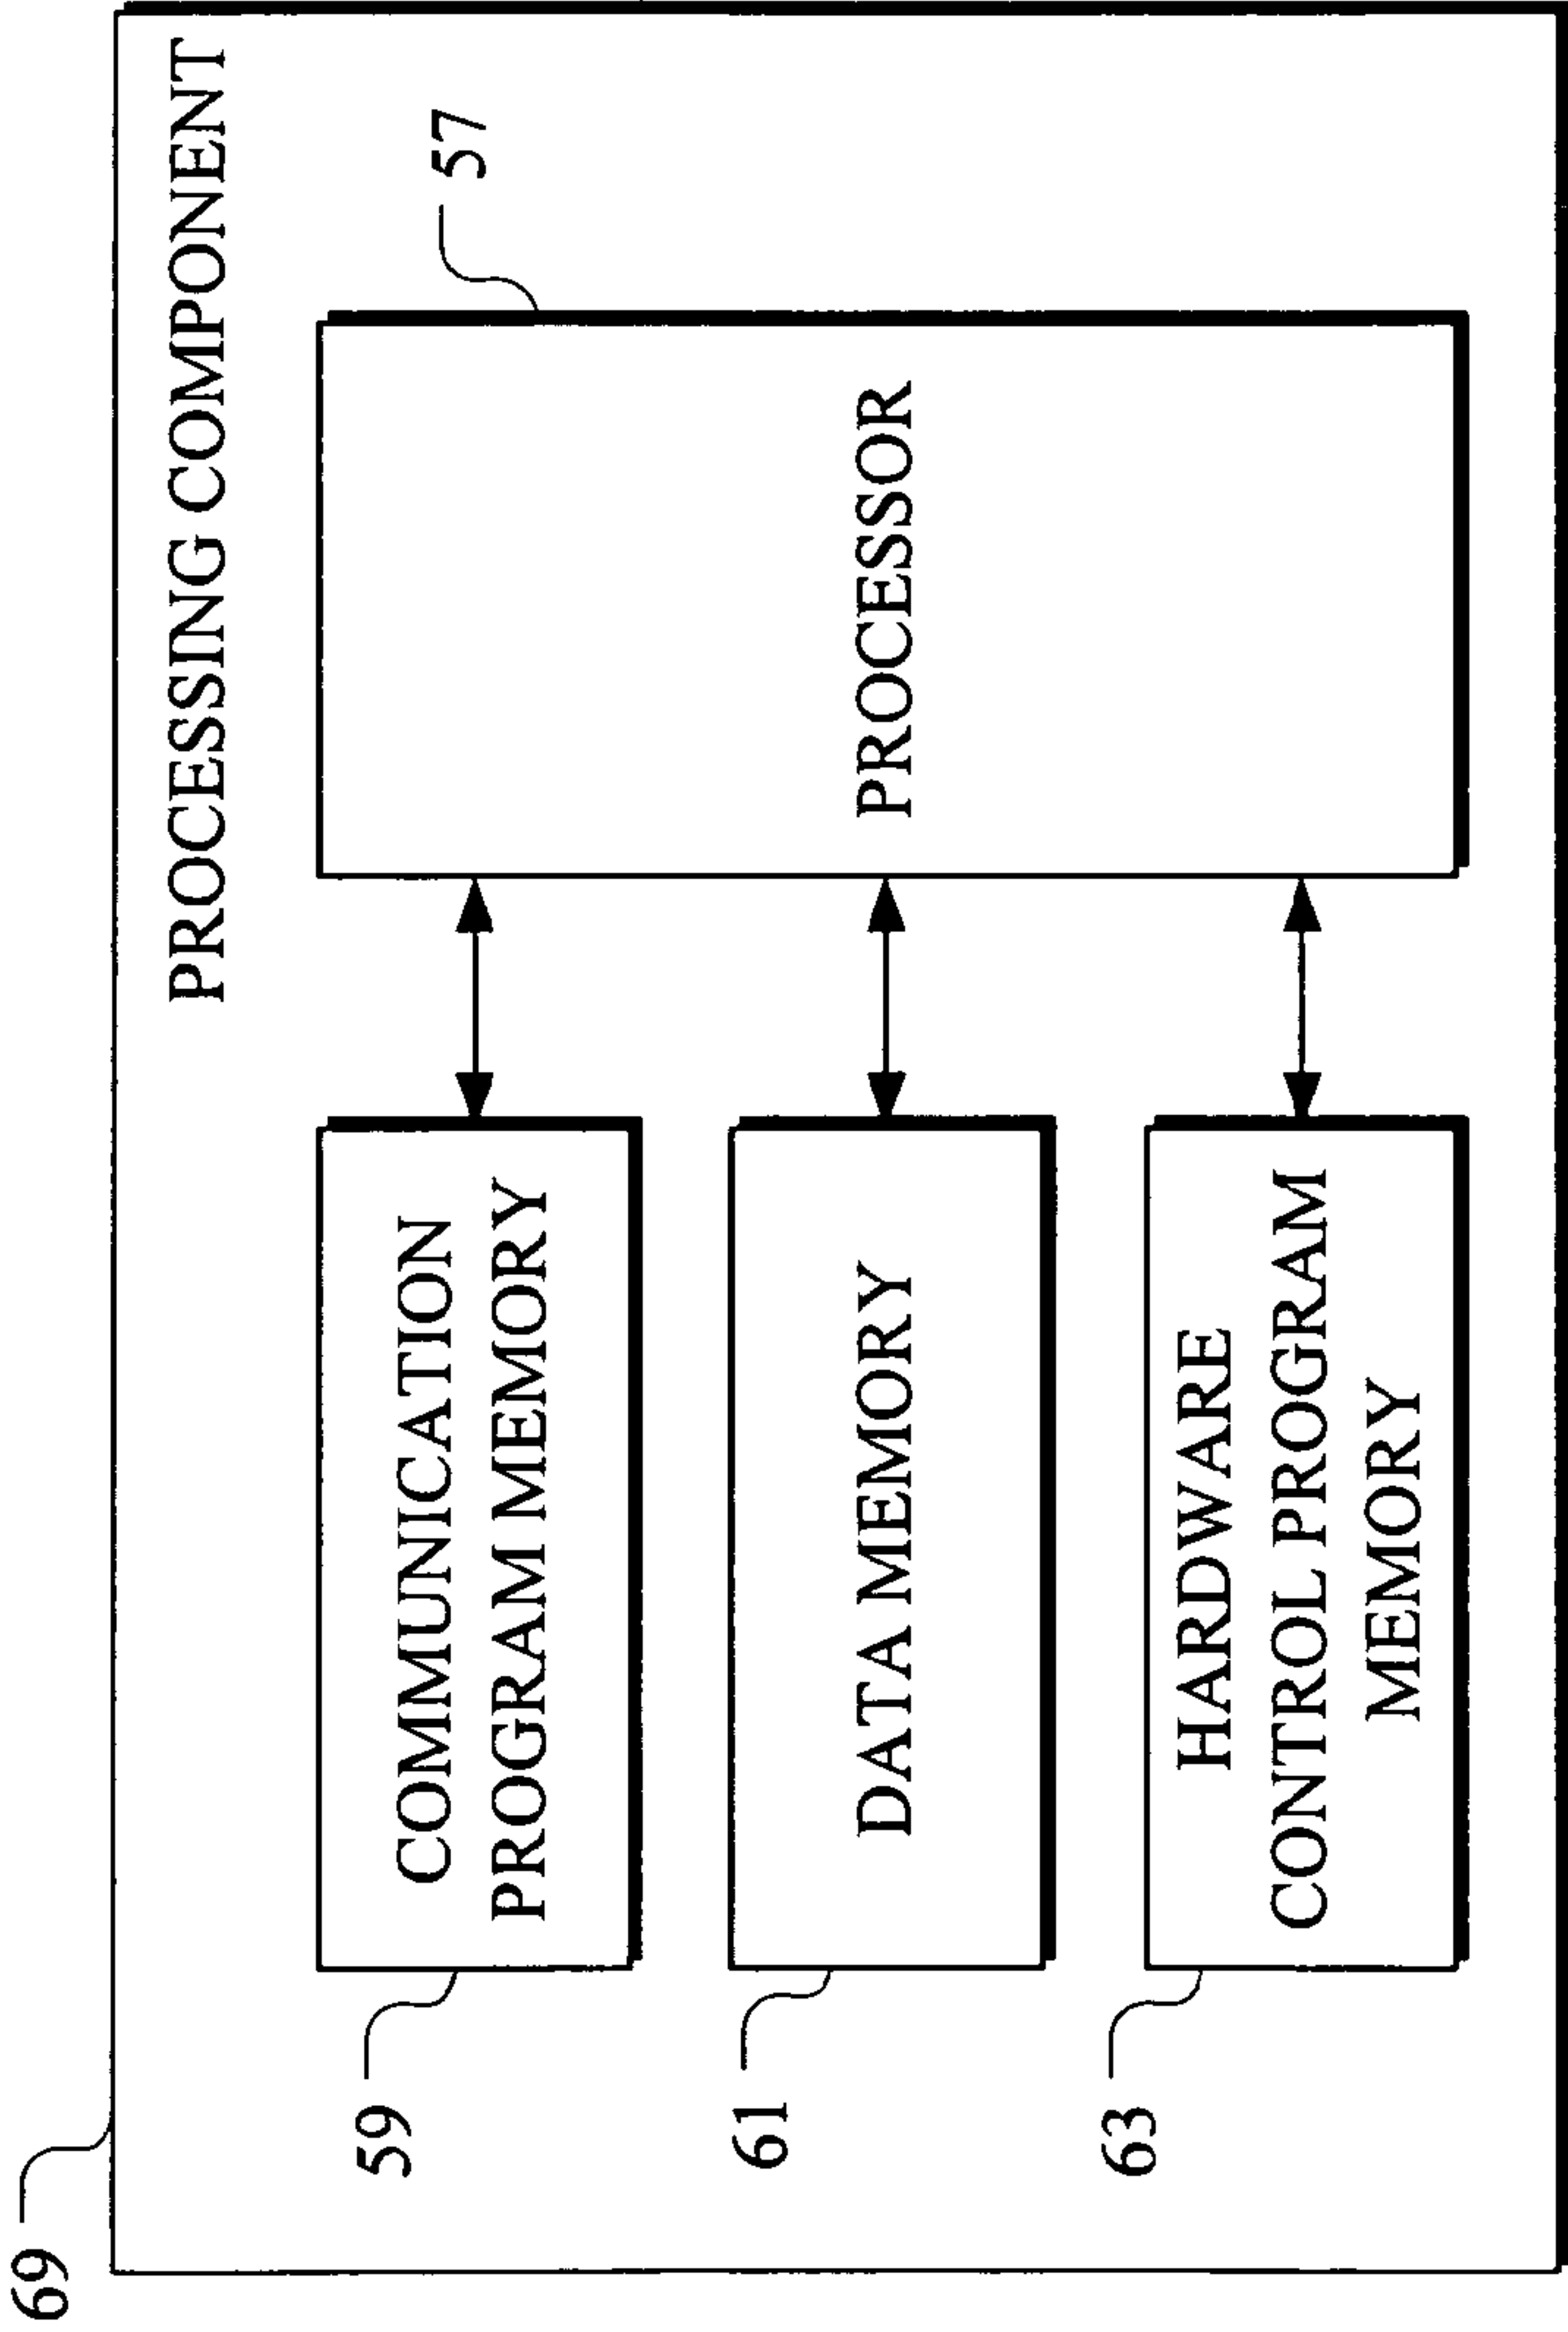 69
PROCESSING COMPONENT
59
COMMUNICATION
PROGRAM MEMORY
57
PROCESSOR
61
DATA MEMORY
63
HARDWARE
CONTROL PROGRAM
MEMORY